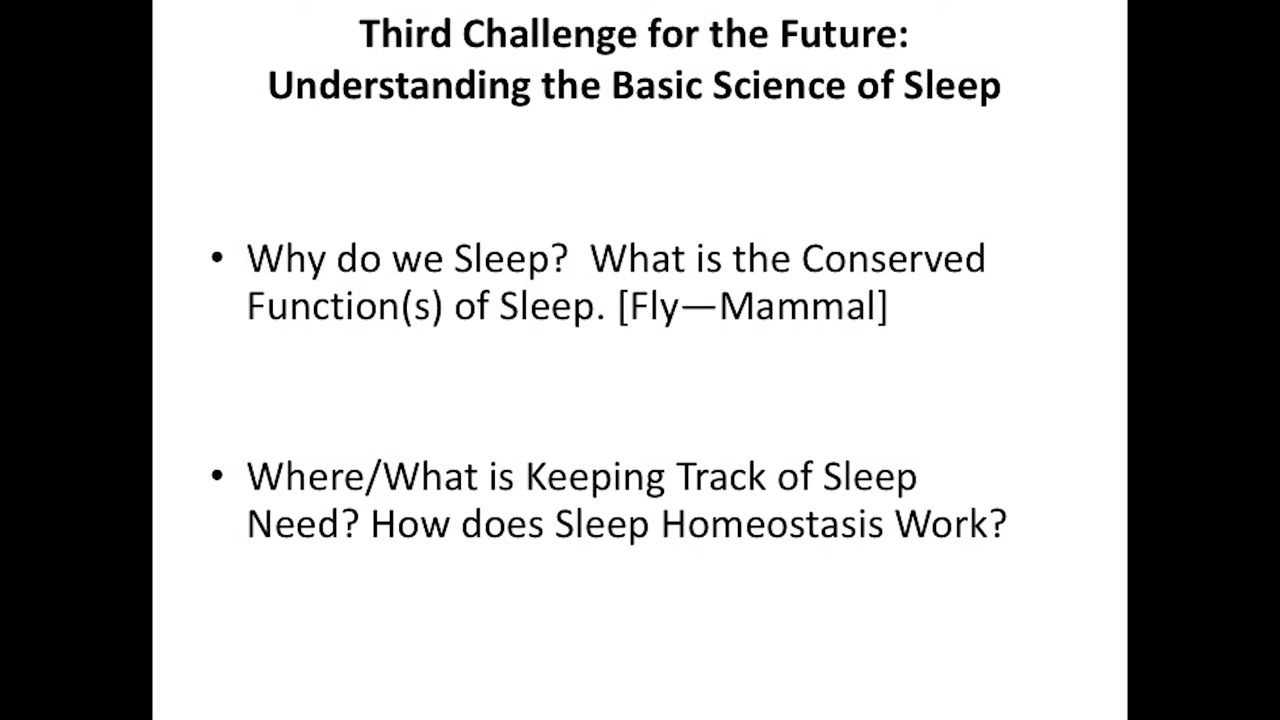 Third Challenge for the Future:
Understanding the Basic Science of Sleep
• Why do we Sleep?  What is the Conserved
Function(s) of Sleep. [Fly—Mammal]
• Where/What is Keeping Track of Sleep
Need? How does Sleep Homeostasis Work?